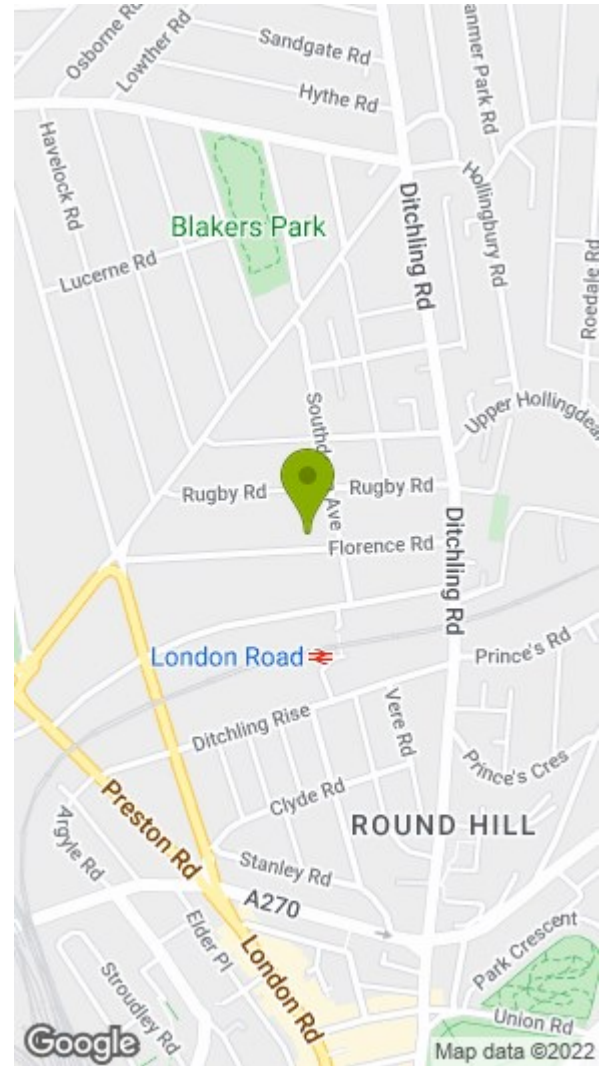 Osborne Rd
Lowther Rd
Sandgate Rd
Hythe Rd
Havelock Rd
Blakers Park
Lucerne Rd
Ditchling Rd
Hollingbury Rd
Roedale Rd
Rugby Rd
Rugby Rd
Florence Rd
Ditchling Rd
London Road
Prince's Rd
Ditchling Rise
Vere Rd
Prince's Cres
Clyde Rd
Preston Rd
Argyle Rd
ROUND HILL
Stanley Rd
A270
Elder Pl
London Rd
Park Crescent
Stroudley Rd
Union Rd
Google
Map data ©2022